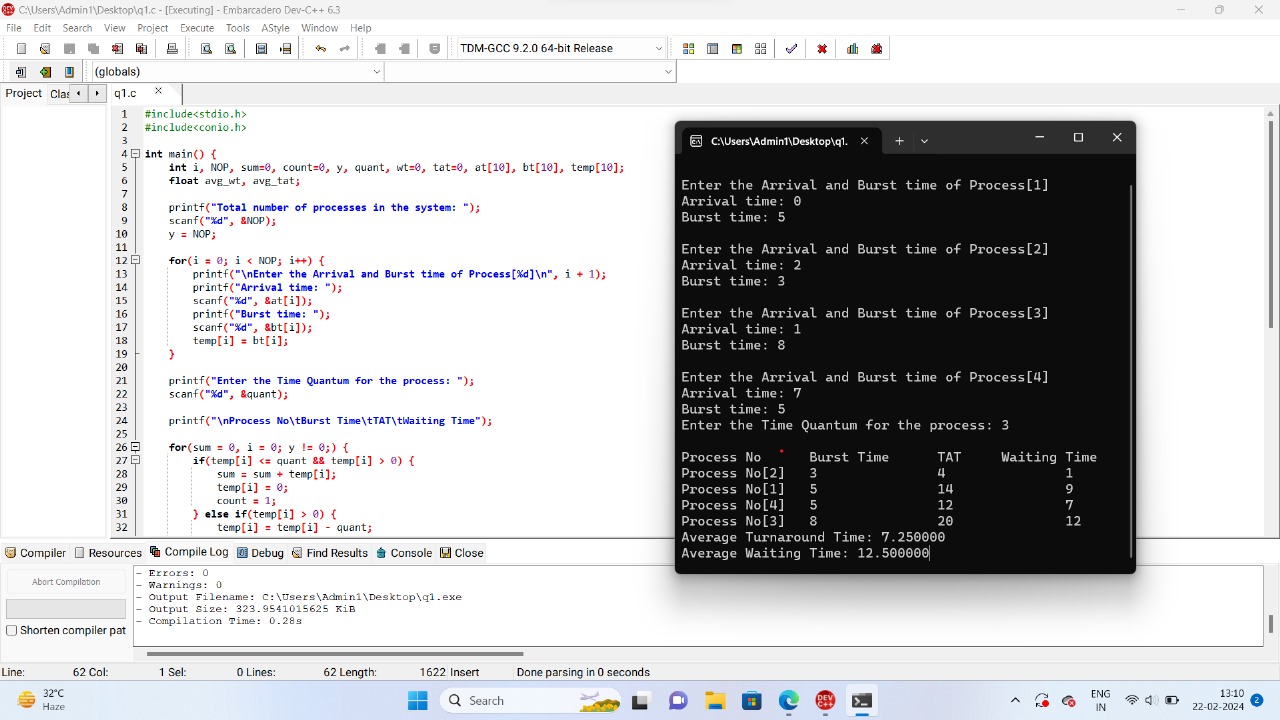 C:\Users\Admin1\Desktop\q1.c - [Executing] - Embarcadero Dev-C++ 6.3
File Edit Search View Project Execute Tools AStyle Window Help
TDM-GCC 9.2.0 64-bit Release
(globals)
Project Clas q1.c
1 #include<stdio.h>
2 #include<conio.h>
3
4 int main() {
5 int i, NOP, sum=0, count=0, y, quant, wt=0, tat=0, at[10], bt[10], temp[10];
6 float avg_wt, avg_tat;
7
8 printf("Total number of processes in the system: ");
9 scanf("%d", &NOP);
10 y = NOP;
11
12 for(i = 0; i < NOP; i++) {
13 printf("\nEnter the Arrival and Burst time of Process[%d]\n", i + 1);
14 printf("Arrival time: ");
15 scanf("%d", &at[i]);
16 printf("Burst time: ");
17 scanf("%d", &bt[i]);
18 temp[i] = bt[i];
19 }
20
21 printf("Enter the Time Quantum for the process: ");
22 scanf("%d", &quant);
23
24 printf("\nProcess No\tBurst Time\tTAT\tWaiting Time");
25
26 for(sum = 0, i = 0; y != 0;) {
27 if(temp[i] <= quant && temp[i] > 0) {
28 sum = sum + temp[i];
29 temp[i] = 0;
30 count = 1;
31 } else if(temp[i] > 0) {
32 temp[i] = temp[i] - quant;
C:\Users\Admin1\Desktop\q1.
Enter the Arrival and Burst time of Process[1]
Arrival time: 0
Burst time: 5
Enter the Arrival and Burst time of Process[2]
Arrival time: 2
Burst time: 3
Enter the Arrival and Burst time of Process[3]
Arrival time: 1
Burst time: 8
Enter the Arrival and Burst time of Process[4]
Arrival time: 7
Burst time: 5
Enter the Time Quantum for the process: 3
Process No Burst Time TAT Waiting Time
Process No[2] 3 4 1
Process No[1] 5 14 9
Process No[4] 5 12 7
Process No[3] 8 20 12
Average Turnaround Time: 7.250000
Average Waiting Time: 12.500000
Compiler Resources Compile Log Debug Find Results Console Close
Abort Compilation
Shorten compiler pat
- Errors: 0
- Warnings: 0
- Output Filename: C:\Users\Admin1\Desktop\q1.exe
- Output Size: 323.9541015625 KiB
- Compilation Time: 0.28s
Line: 62 Col: 1 Sel: 0 Lines: 62 Length: 1622 Insert Done parsing in 0 seconds
32°C
Haze
Search
ENG
IN
13:10
22-02-2024
2